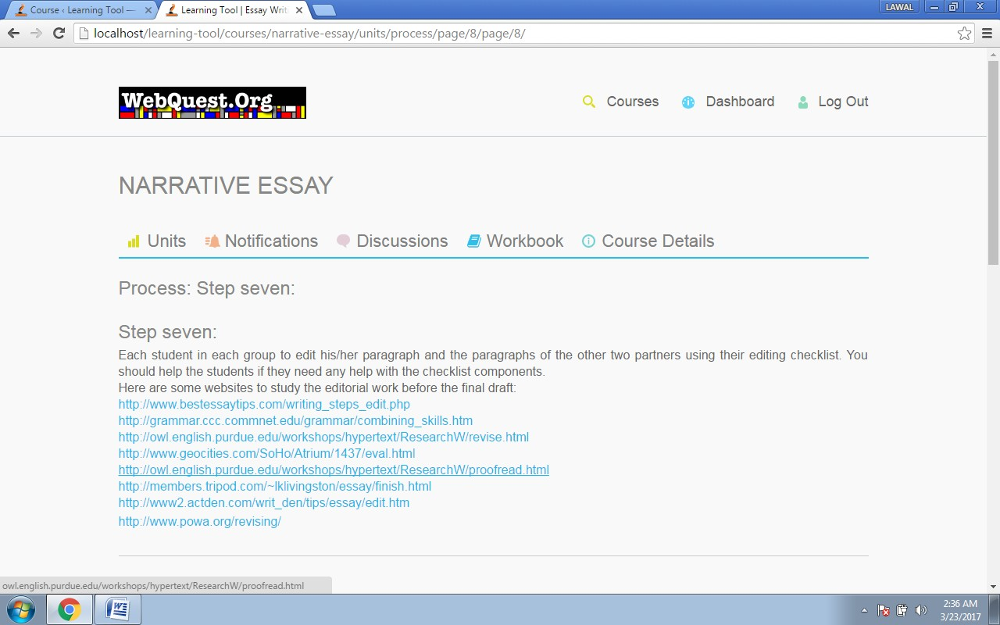 Course ‹ Learning Tool —
Learning Tool | Essay Writ
LAWAL
localhost/learning-tool/courses/narrative-essay/units/process/page/8/page/8/
WebQuest.Org
Courses
Dashboard
Log Out
NARRATIVE ESSAY
Units
Notifications
Discussions
Workbook
Course Details
Process: Step seven:
Step seven:
Each student in each group to edit his/her paragraph and the paragraphs of the other two partners using their editing checklist. You
should help the students if they need any help with the checklist components.
Here are some websites to study the editorial work before the final draft:
http://www.bestessaytips.com/writing_steps_edit.php
http://grammar.ccc.commnet.edu/grammar/combining_skills.htm
http://owl.english.purdue.edu/workshops/hypertext/ResearchW/revise.html
http://www.geocities.com/SoHo/Atrium/1437/eval.html
http://owl.english.purdue.edu/workshops/hypertext/ResearchW/proofread.html
http://members.tripod.com/~lklivingston/essay/finish.html
http://www2.actden.com/writ_den/tips/essay/edit.htm
http://www.powa.org/revising/
owl.english.purdue.edu/workshops/hypertext/ResearchW/proofread.html
2:36 AM
3/23/2017